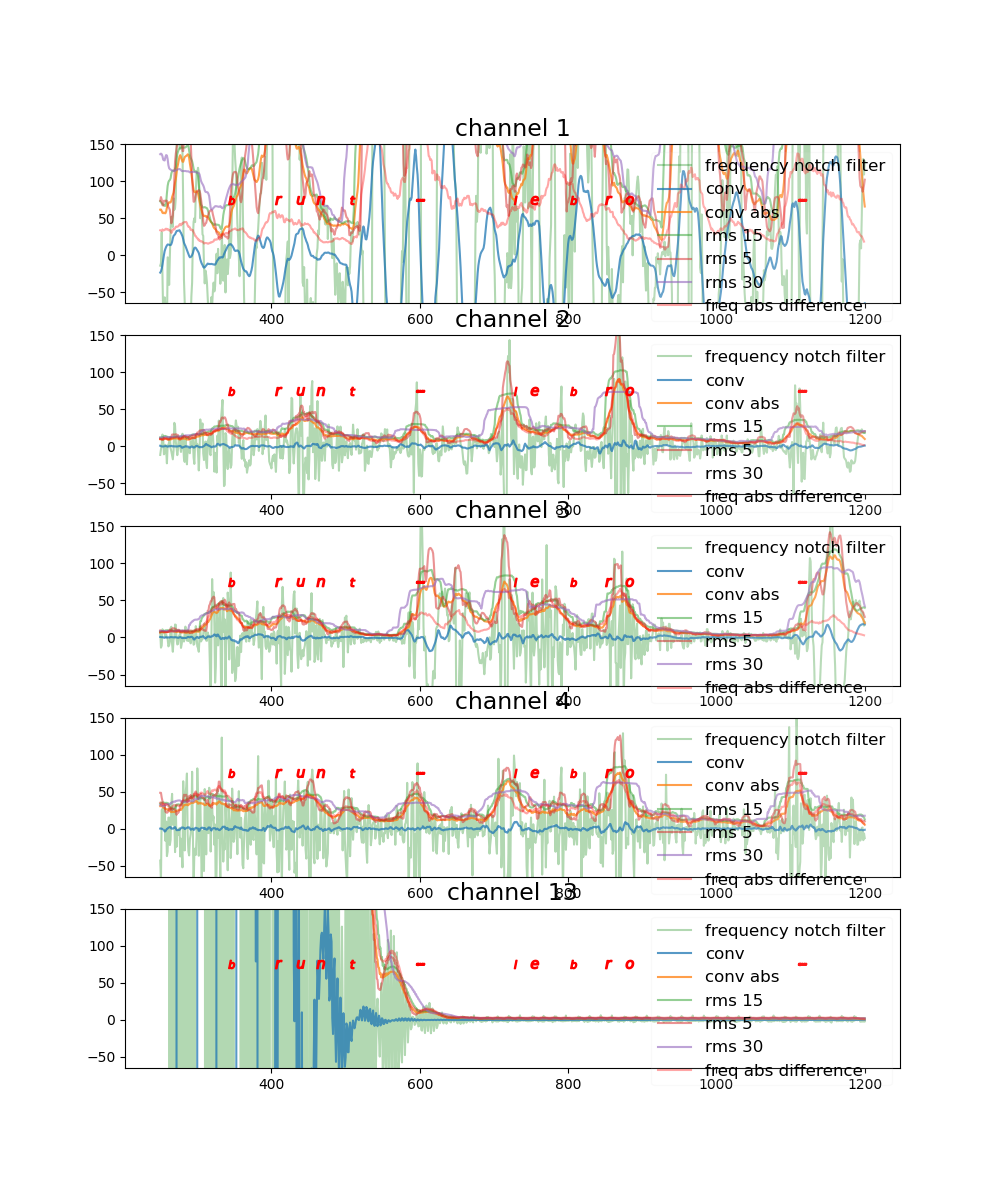 channel 1
150
100
50
0
−50
b r u n t – l e b r o –
frequency notch filter
conv
conv abs
rms 15
rms 5
rms 30
freq abs difference
400 600 800 1000 1200
channel 2
150
100
50
0
−50
b r u n t – l e b r o –
frequency notch filter
conv
conv abs
rms 15
rms 5
rms 30
freq abs difference
400 600 800 1000 1200
channel 3
150
100
50
0
−50
b r u n t – l e b r o –
frequency notch filter
conv
conv abs
rms 15
rms 5
rms 30
freq abs difference
400 600 800 1000 1200
channel 4
150
100
50
0
−50
b r u n t – l e b r o –
frequency notch filter
conv
conv abs
rms 15
rms 5
rms 30
freq abs difference
400 600 800 1000 1200
channel 13
150
100
50
0
−50
b r u n t – l e b r o –
frequency notch filter
conv
conv abs
rms 15
rms 5
rms 30
freq abs difference
400 600 800 1000 1200